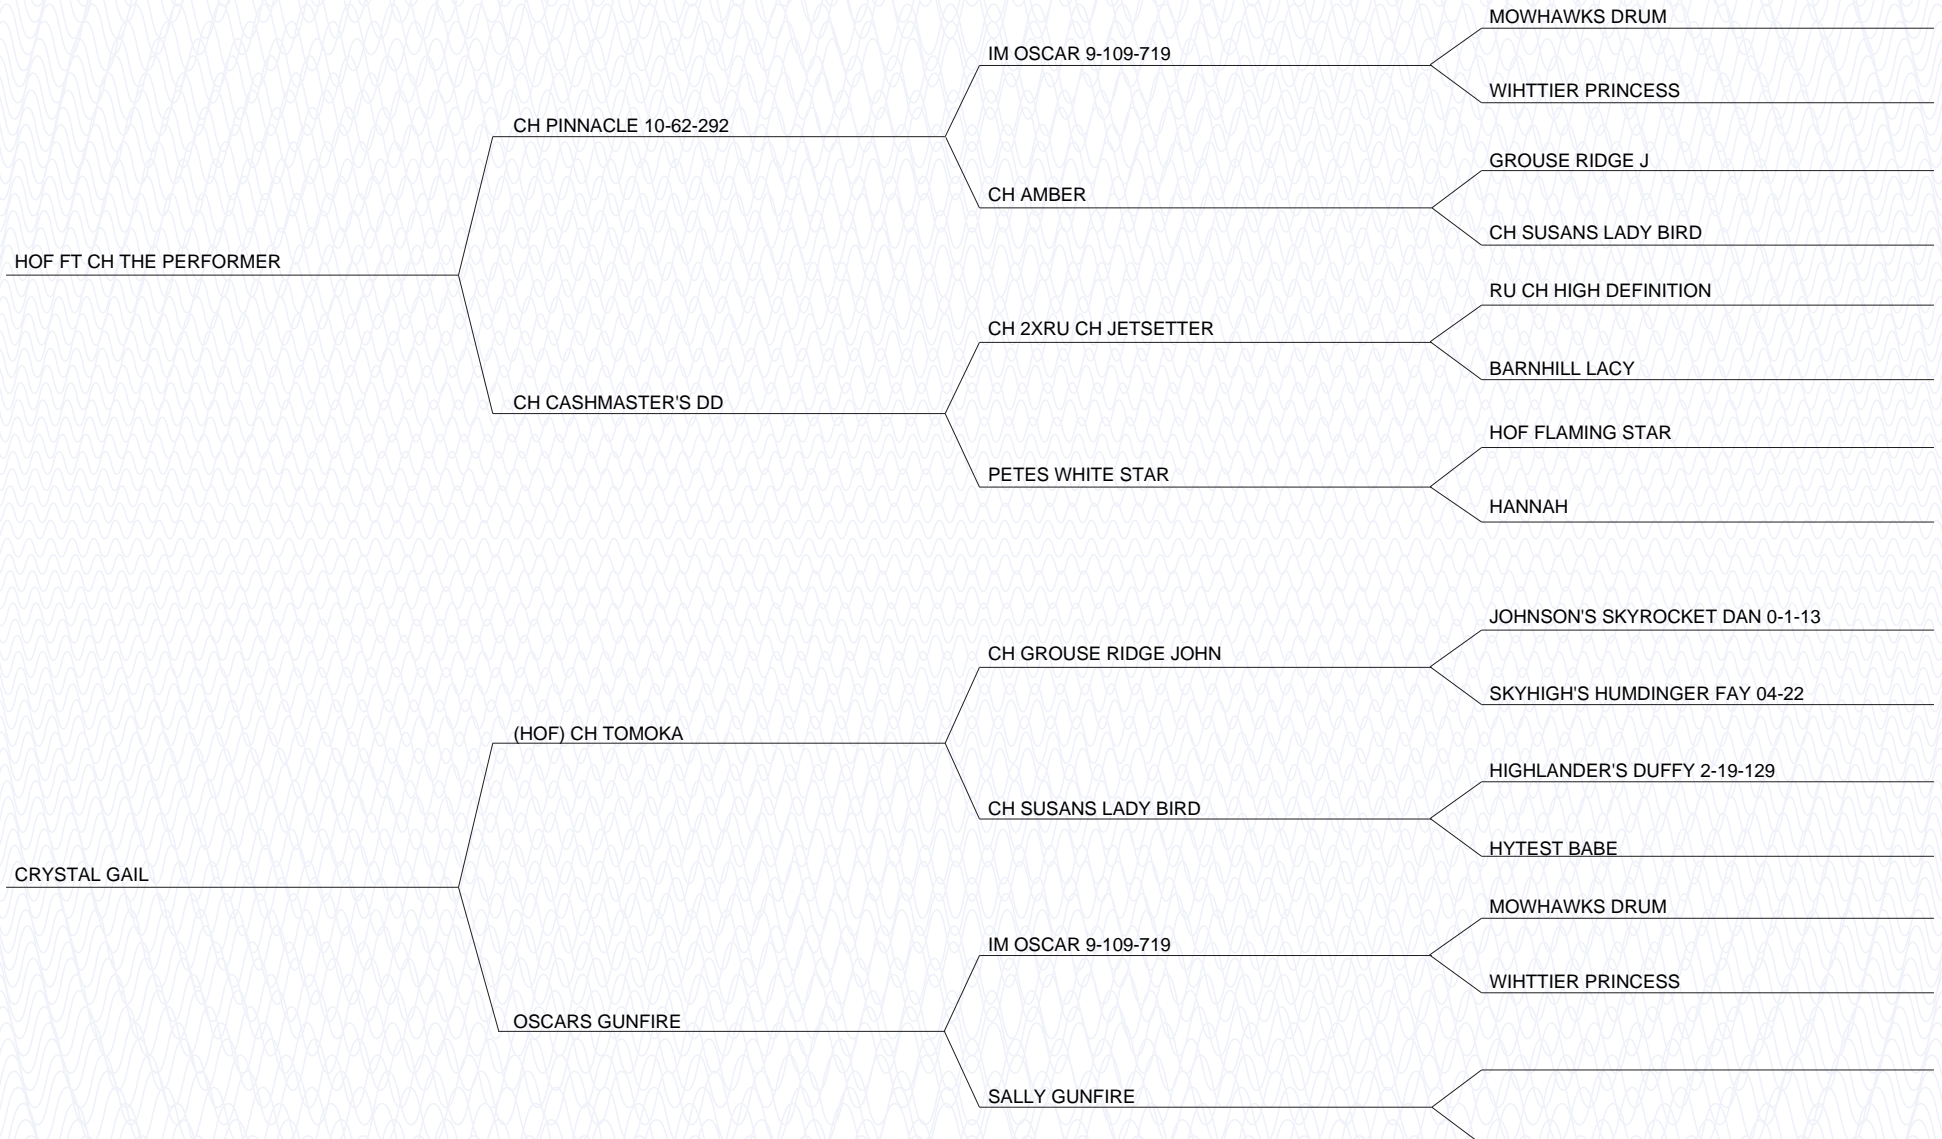 MOWHAWKS DRUM
IM OSCAR 9-109-719
WIHTTIER PRINCESS
CH PINNACLE 10-62-292
GROUSE RIDGE J
CH AMBER
CH SUSANS LADY BIRD
HOF FT CH THE PERFORMER
RU CH HIGH DEFINITION
CH 2XRU CH JETSETTER
BARNHILL LACY
CH CASHMASTER'S DD
HOF FLAMING STAR
PETES WHITE STAR
HANNAH
JOHNSON'S SKYROCKET DAN 0-1-13
CH GROUSE RIDGE JOHN
SKYHIGH'S HUMDINGER FAY 04-22
(HOF) CH TOMOKA
HIGHLANDER'S DUFFY 2-19-129
CH SUSANS LADY BIRD
HYTEST BABE
CRYSTAL GAIL
MOWHAWKS DRUM
IM OSCAR 9-109-719
WIHTTIER PRINCESS
OSCARS GUNFIRE
SALLY GUNFIRE